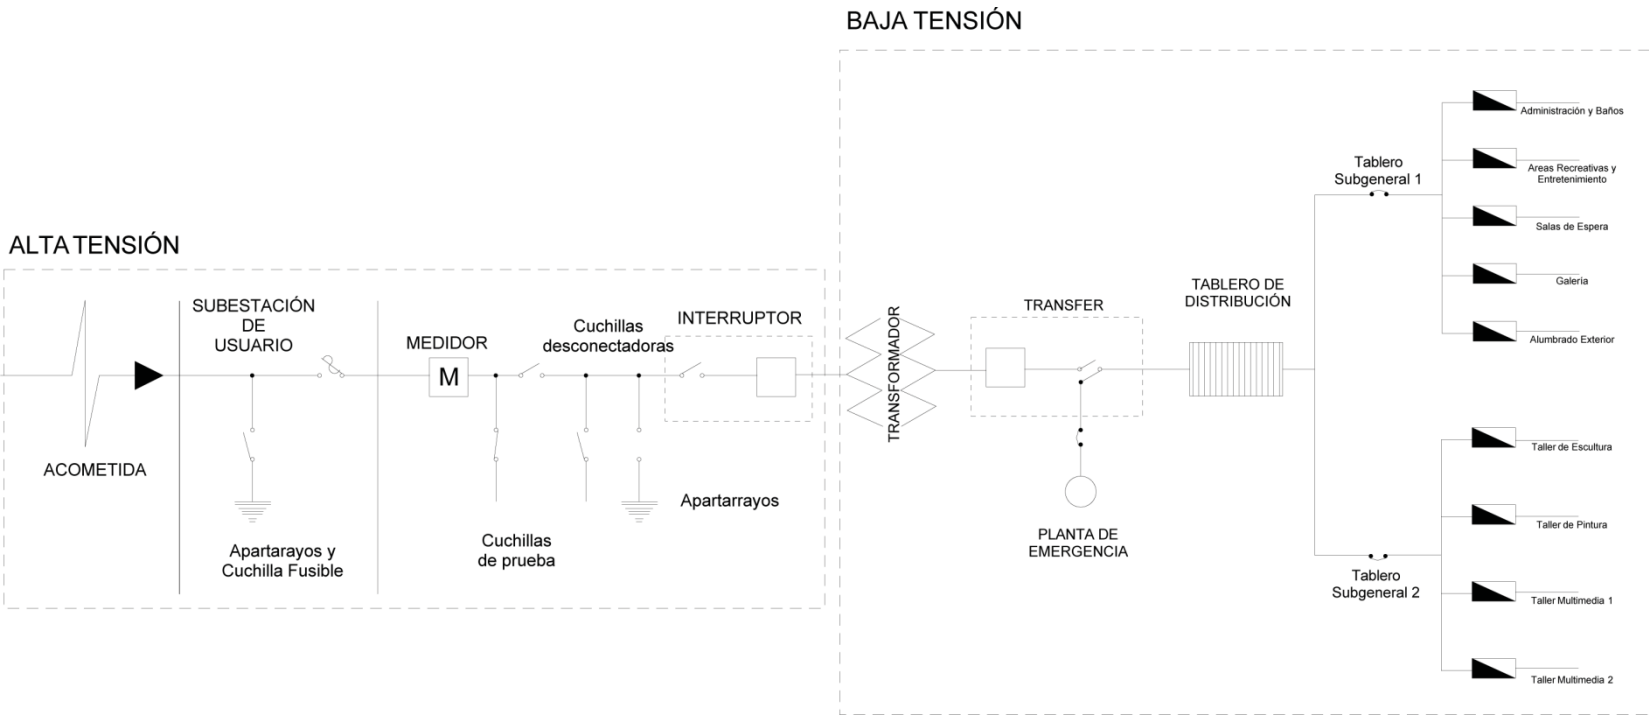 BAJA TENSIÓN
ALTA TENSIÓN
ACOMETIDA
SUBESTACIÓN
DE
USUARIO
Apartarayos y
Cuchilla Fusible
MEDIDOR
M
Cuchillas
de prueba
Cuchillas
desconectadoras
Apartarrayos
INTERRUPTOR
TRANSFORMADOR
TRANSFER
PLANTA DE
EMERGENCIA
TABLERO DE
DISTRIBUCIÓN
Tablero
Subgeneral 1
Administración y Baños
Areas Recreativas y
Entretenimiento
Salas de Espera
Galería
Alumbrado Exterior
Tablero
Subgeneral 2
Taller de Escultura
Taller de Pintura
Taller Multimedia 1
Taller Multimedia 2